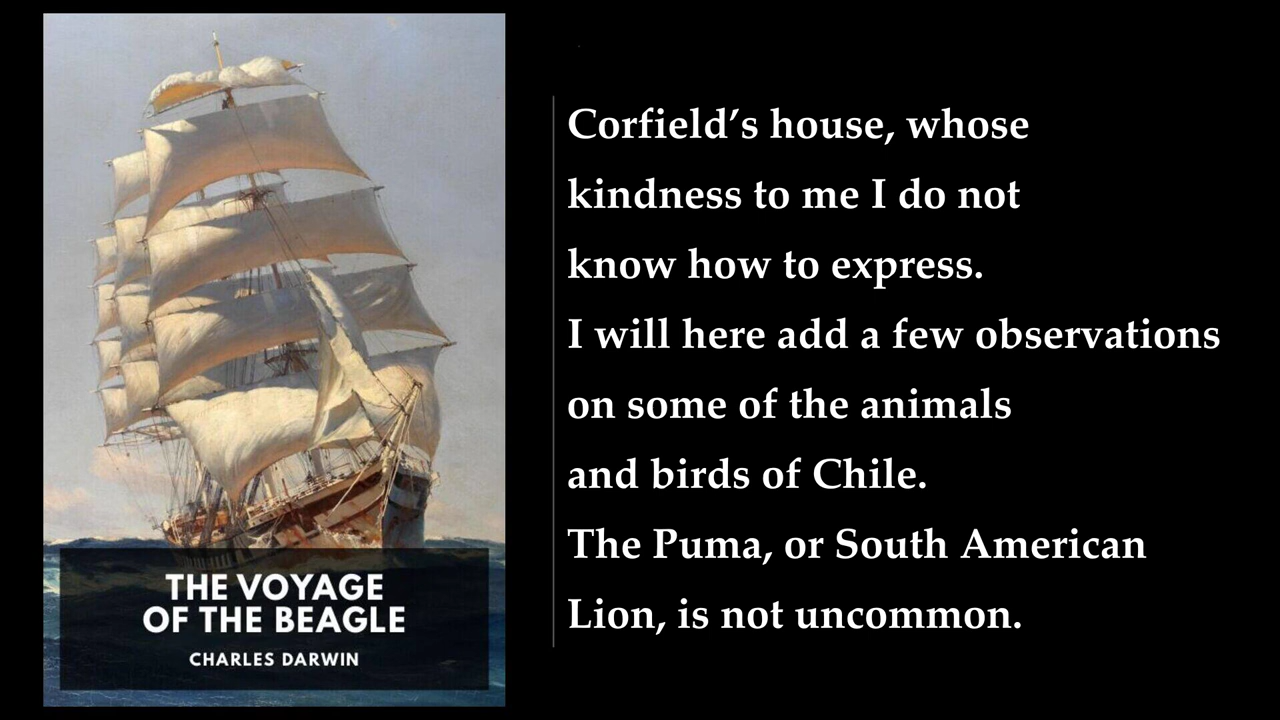 THE VOYAGE
OF THE BEAGLE
CHARLES DARWIN
Corfield’s house, whose
kindness to me I do not
know how to express.
I will here add a few observations
on some of the animals
and birds of Chile.
The Puma, or South American
Lion, is not uncommon.